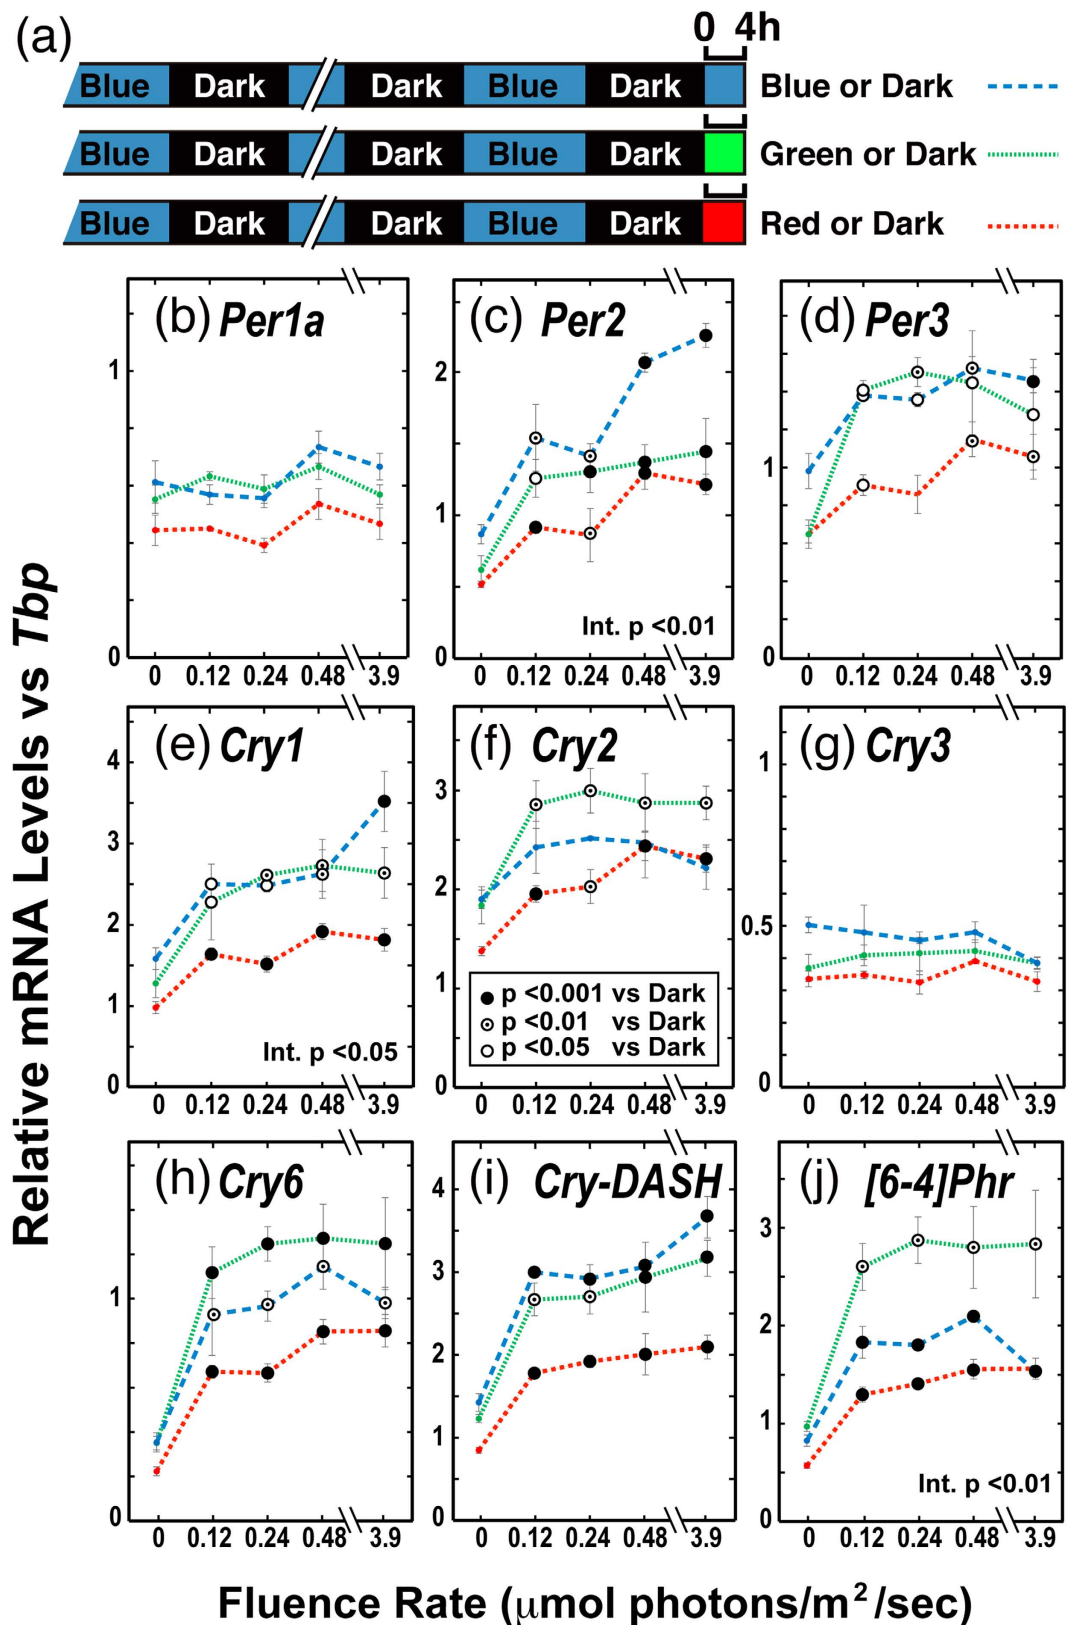 (a)
0 4h
Blue Dark Dark Blue Dark Blue or Dark
Blue Dark Dark Blue Dark Green or Dark
Blue Dark Dark Blue Dark Red or Dark
Relative mRNA Levels vs Tbp
(b) Per1a
1
0
0 0.12 0.24 0.48 3.9
(c) Per2
2
1
0
Int. p <0.01
0 0.12 0.24 0.48 3.9
(d) Per3
1
0
0 0.12 0.24 0.48 3.9
(e) Cry1
4
3
2
1
0
Int. p <0.05
0 0.12 0.24 0.48 3.9
(f) Cry2
3
2
1
0
p <0.001 vs Dark
p <0.01 vs Dark
p <0.05 vs Dark
0 0.12 0.24 0.48 3.9
(g) Cry3
1
0.5
0
0 0.12 0.24 0.48 3.9
(h) Cry6
1
0
0 0.12 0.24 0.48 3.9
(i) Cry-DASH
4
3
2
1
0
0 0.12 0.24 0.48 3.9
(j) [6-4]Phr
3
2
1
0
Int. p <0.01
0 0.12 0.24 0.48 3.9
Fluence Rate (μmol photons/m²/sec)